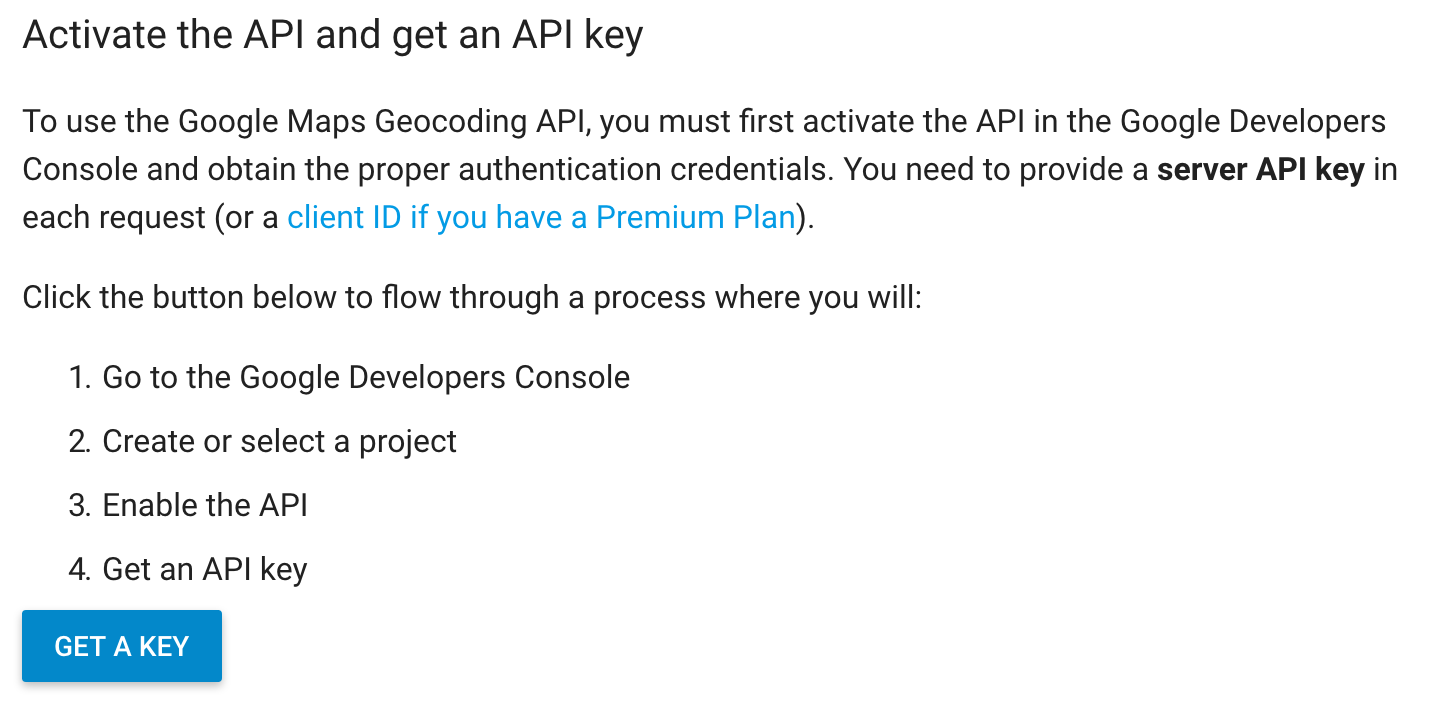 Activate the API and get an API key
To use the Google Maps Geocoding API, you must first activate the API in the Google Developers
Console and obtain the proper authentication credentials. You need to provide a server API key in
each request (or a client ID if you have a Premium Plan).
Click the button below to flow through a process where you will:
1. Go to the Google Developers Console
2. Create or select a project
3. Enable the API
4. Get an API key
GET A KEY